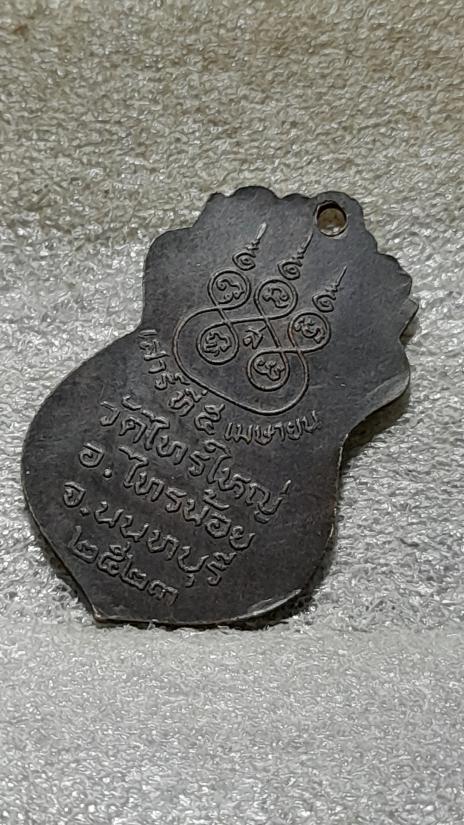 เสาร์ที่๕ เมษายน
วัดไทรใหญ่
อ.ไทรน้อย
จ.นนทบุรี
๒๕๒๓